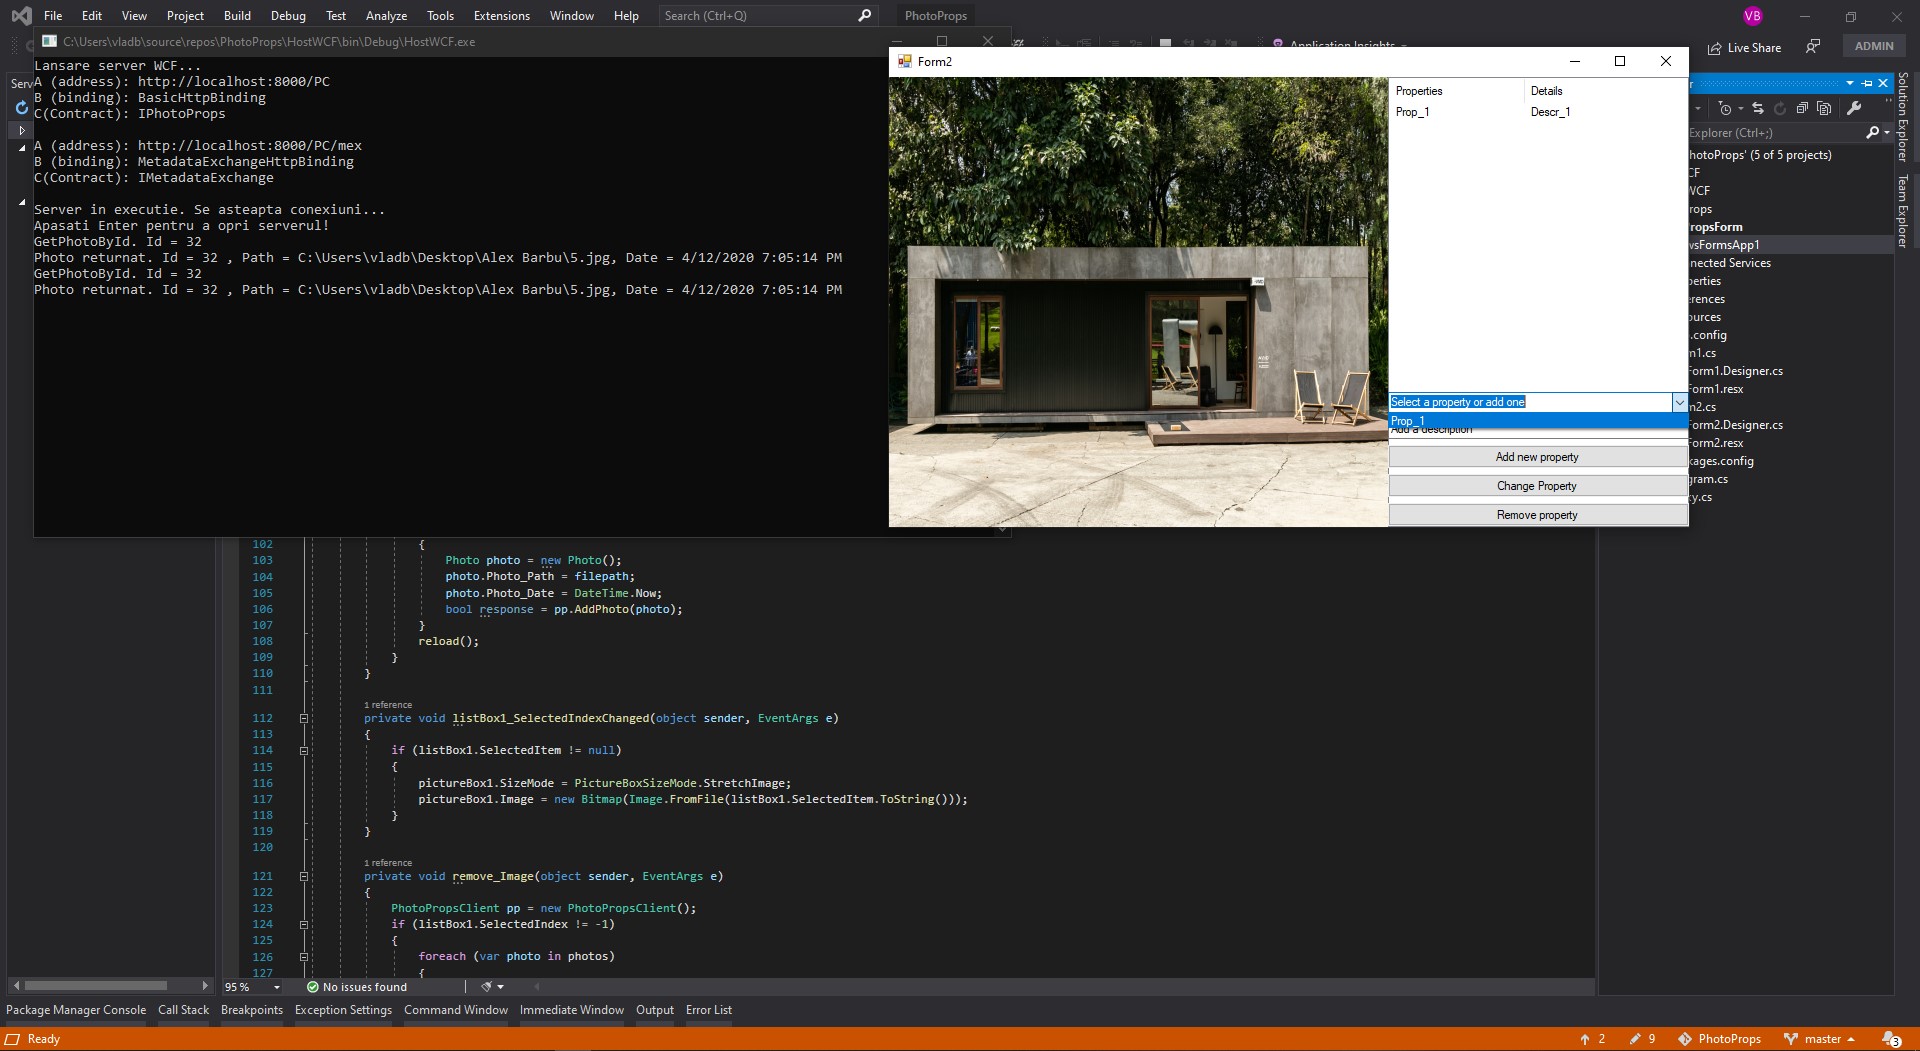 File Edit View Project Build Debug Test Analyze Tools Extensions Window Help Search (Ctrl+Q) PhotoProps VB
C:\Users\vladb\source\repos\PhotoProps\HostWCF\bin\Debug\HostWCF.exe
Application Insights
Live Share
ADMIN
Serv
Lansare server WCF...
A (address): http://localhost:8000/PC
B (binding): BasicHttpBinding
C(Contract): IPhotoProps
A (address): http://localhost:8000/PC/mex
B (binding): MetadataExchangeHttpBinding
C(Contract): IMetadataExchange
Server in executie. Se asteapta conexiuni...
Apasati Enter pentru a opri serverul!
GetPhotoById. Id = 32
Photo returnat. Id = 32 , Path = C:\Users\vladb\Desktop\Alex Barbu\5.jpg, Date = 4/12/2020 7:05:14 PM
GetPhotoById. Id = 32
Photo returnat. Id = 32 , Path = C:\Users\vladb\Desktop\Alex Barbu\5.jpg, Date = 4/12/2020 7:05:14 PM
Form2
Properties Details
Prop_1 Descr_1
Select a property or add one
Prop_1
Add a description
Add new property
Change Property
Remove property
r
Explorer (Ctrl+;)
hotoProps' (5 of 5 projects)
CF
WCF
rops
ropsForm
wsFormsApp1
nected Services
perties
erences
ources
.config
m1.cs
Form1.Designer.cs
Form1.resx
m2.cs
Form2.Designer.cs
Form2.resx
kages.config
gram.cs
xy.cs
Solution Explorer
Team Explorer
102 {
103 Photo photo = new Photo();
104 photo.Photo_Path = filepath;
105 photo.Photo_Date = DateTime.Now;
106 bool response = pp.AddPhoto(photo);
107 }
108 reload();
109 }
110 }
111
1 reference
112 private void listBox1_SelectedIndexChanged(object sender, EventArgs e)
113 {
114 if (listBox1.SelectedItem != null)
115 {
116 pictureBox1.SizeMode = PictureBoxSizeMode.StretchImage;
117 pictureBox1.Image = new Bitmap(Image.FromFile(listBox1.SelectedItem.ToString()));
118 }
119 }
120
1 reference
121 private void remove_Image(object sender, EventArgs e)
122 {
123 PhotoPropsClient pp = new PhotoPropsClient();
124 if (listBox1.SelectedIndex != -1)
125 {
126 foreach (var photo in photos)
127 {
95 % No issues found
Package Manager Console Call Stack Breakpoints Exception Settings Command Window Immediate Window Output Error List
Ready 2 9 PhotoProps master 3